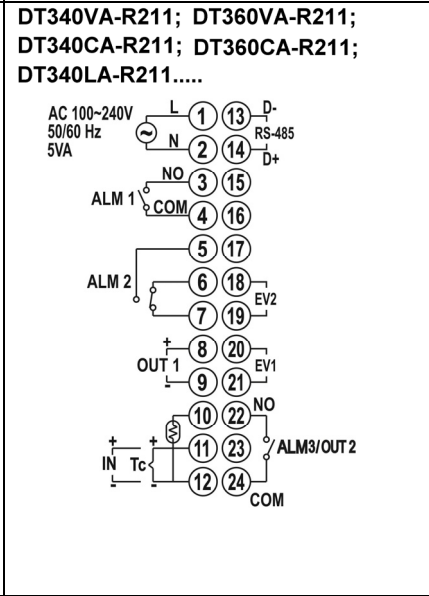 DT340VA-R211; DT360VA-R211;
DT340CA-R211; DT360CA-R211;
DT340LA-R211.....
AC 100~240V
50/60 Hz
5VA
L
~
N
1
13
D-
RS-485
2
14
D+
NO
3
15
ALM 1
COM
4
16
5
17
ALM 2
6
18
EV2
7
19
+
8
20
OUT 1
EV1
-
9
21
10
22
NO
+
+
11
23
ALM3/OUT 2
IN
Tc
-
-
12
24
COM